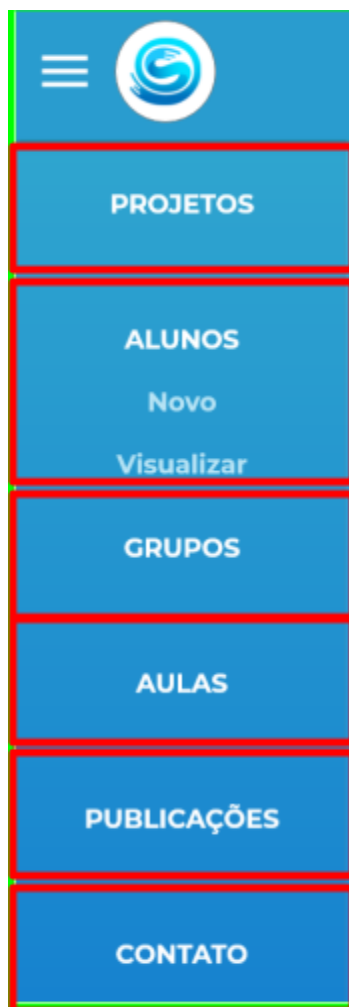 PROJETOS
ALUNOS
Novo
Visualizar
GRUPOS
AULAS
PUBLICAÇÕES
CONTATO